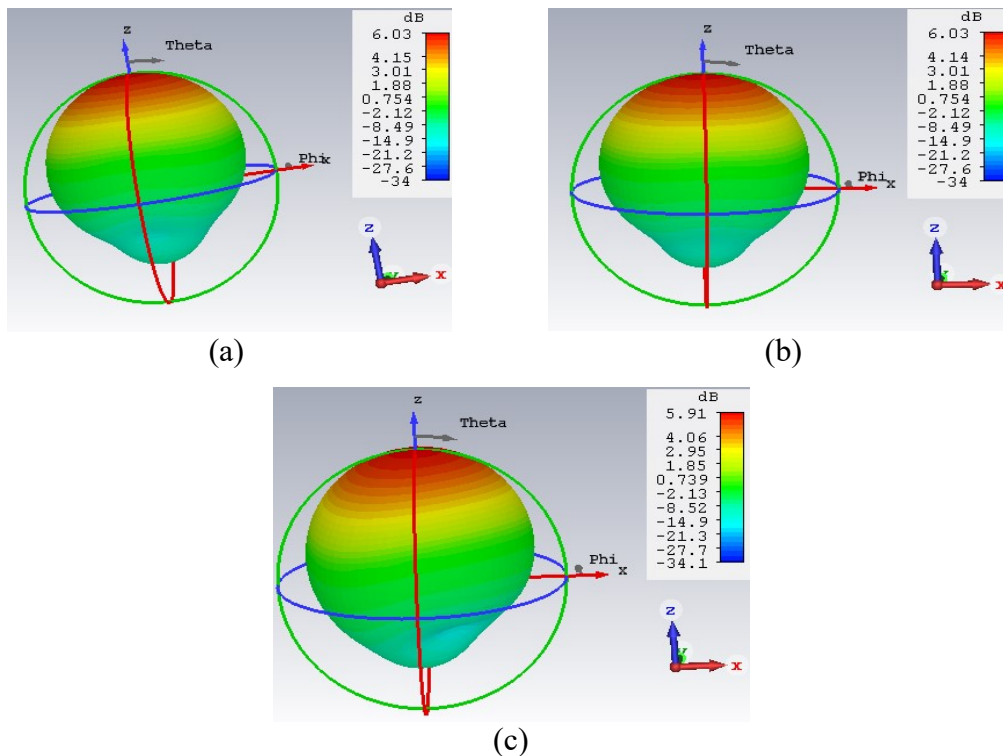 dB
6.03
4.15
3.01
1.88
0.754
-2.12
-8.49
-14.9
-21.2
-27.6
-34
z
Theta
Phi
x
z
x
(a)
dB
6.03
4.14
3.01
1.88
0.754
-2.12
-8.49
-14.9
-21.2
-27.6
-34
z
Theta
Phi
x
z
x
(b)
dB
5.91
4.06
2.95
1.85
0.739
-2.13
-8.52
-14.9
-21.3
-27.7
-34.1
z
Theta
Phi
x
z
Y
x
(c)